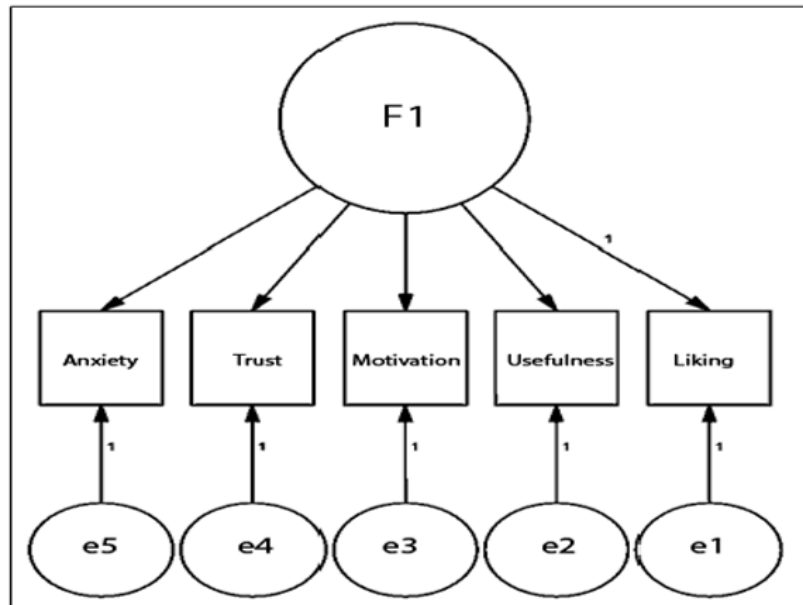 F1
1
Anxiety
Trust
Motivation
Usefulness
Liking
1
1
1
1
1
e5
e4
e3
e2
e1